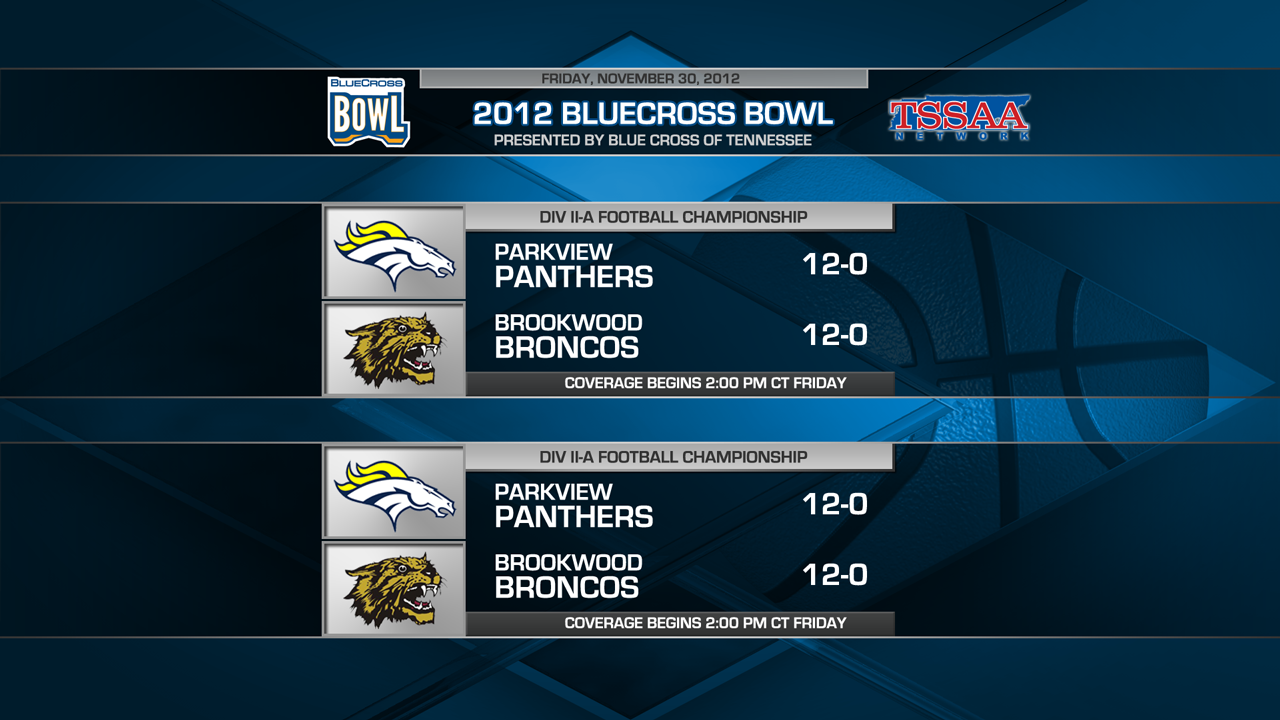 FRIDAY, NOVEMBER 30, 2012
BLUECROSS
BOWL
2012 BLUECROSS BOWL
PRESENTED BY BLUE CROSS OF TENNESSEE
TSSAA
NETWORK
DIV II-A FOOTBALL CHAMPIONSHIP
PARKVIEW
PANTHERS
12-0
BROOKWOOD
BRONCOS
12-0
COVERAGE BEGINS 2:00 PM CT FRIDAY
DIV II-A FOOTBALL CHAMPIONSHIP
PARKVIEW
PANTHERS
12-0
BROOKWOOD
BRONCOS
12-0
COVERAGE BEGINS 2:00 PM CT FRIDAY